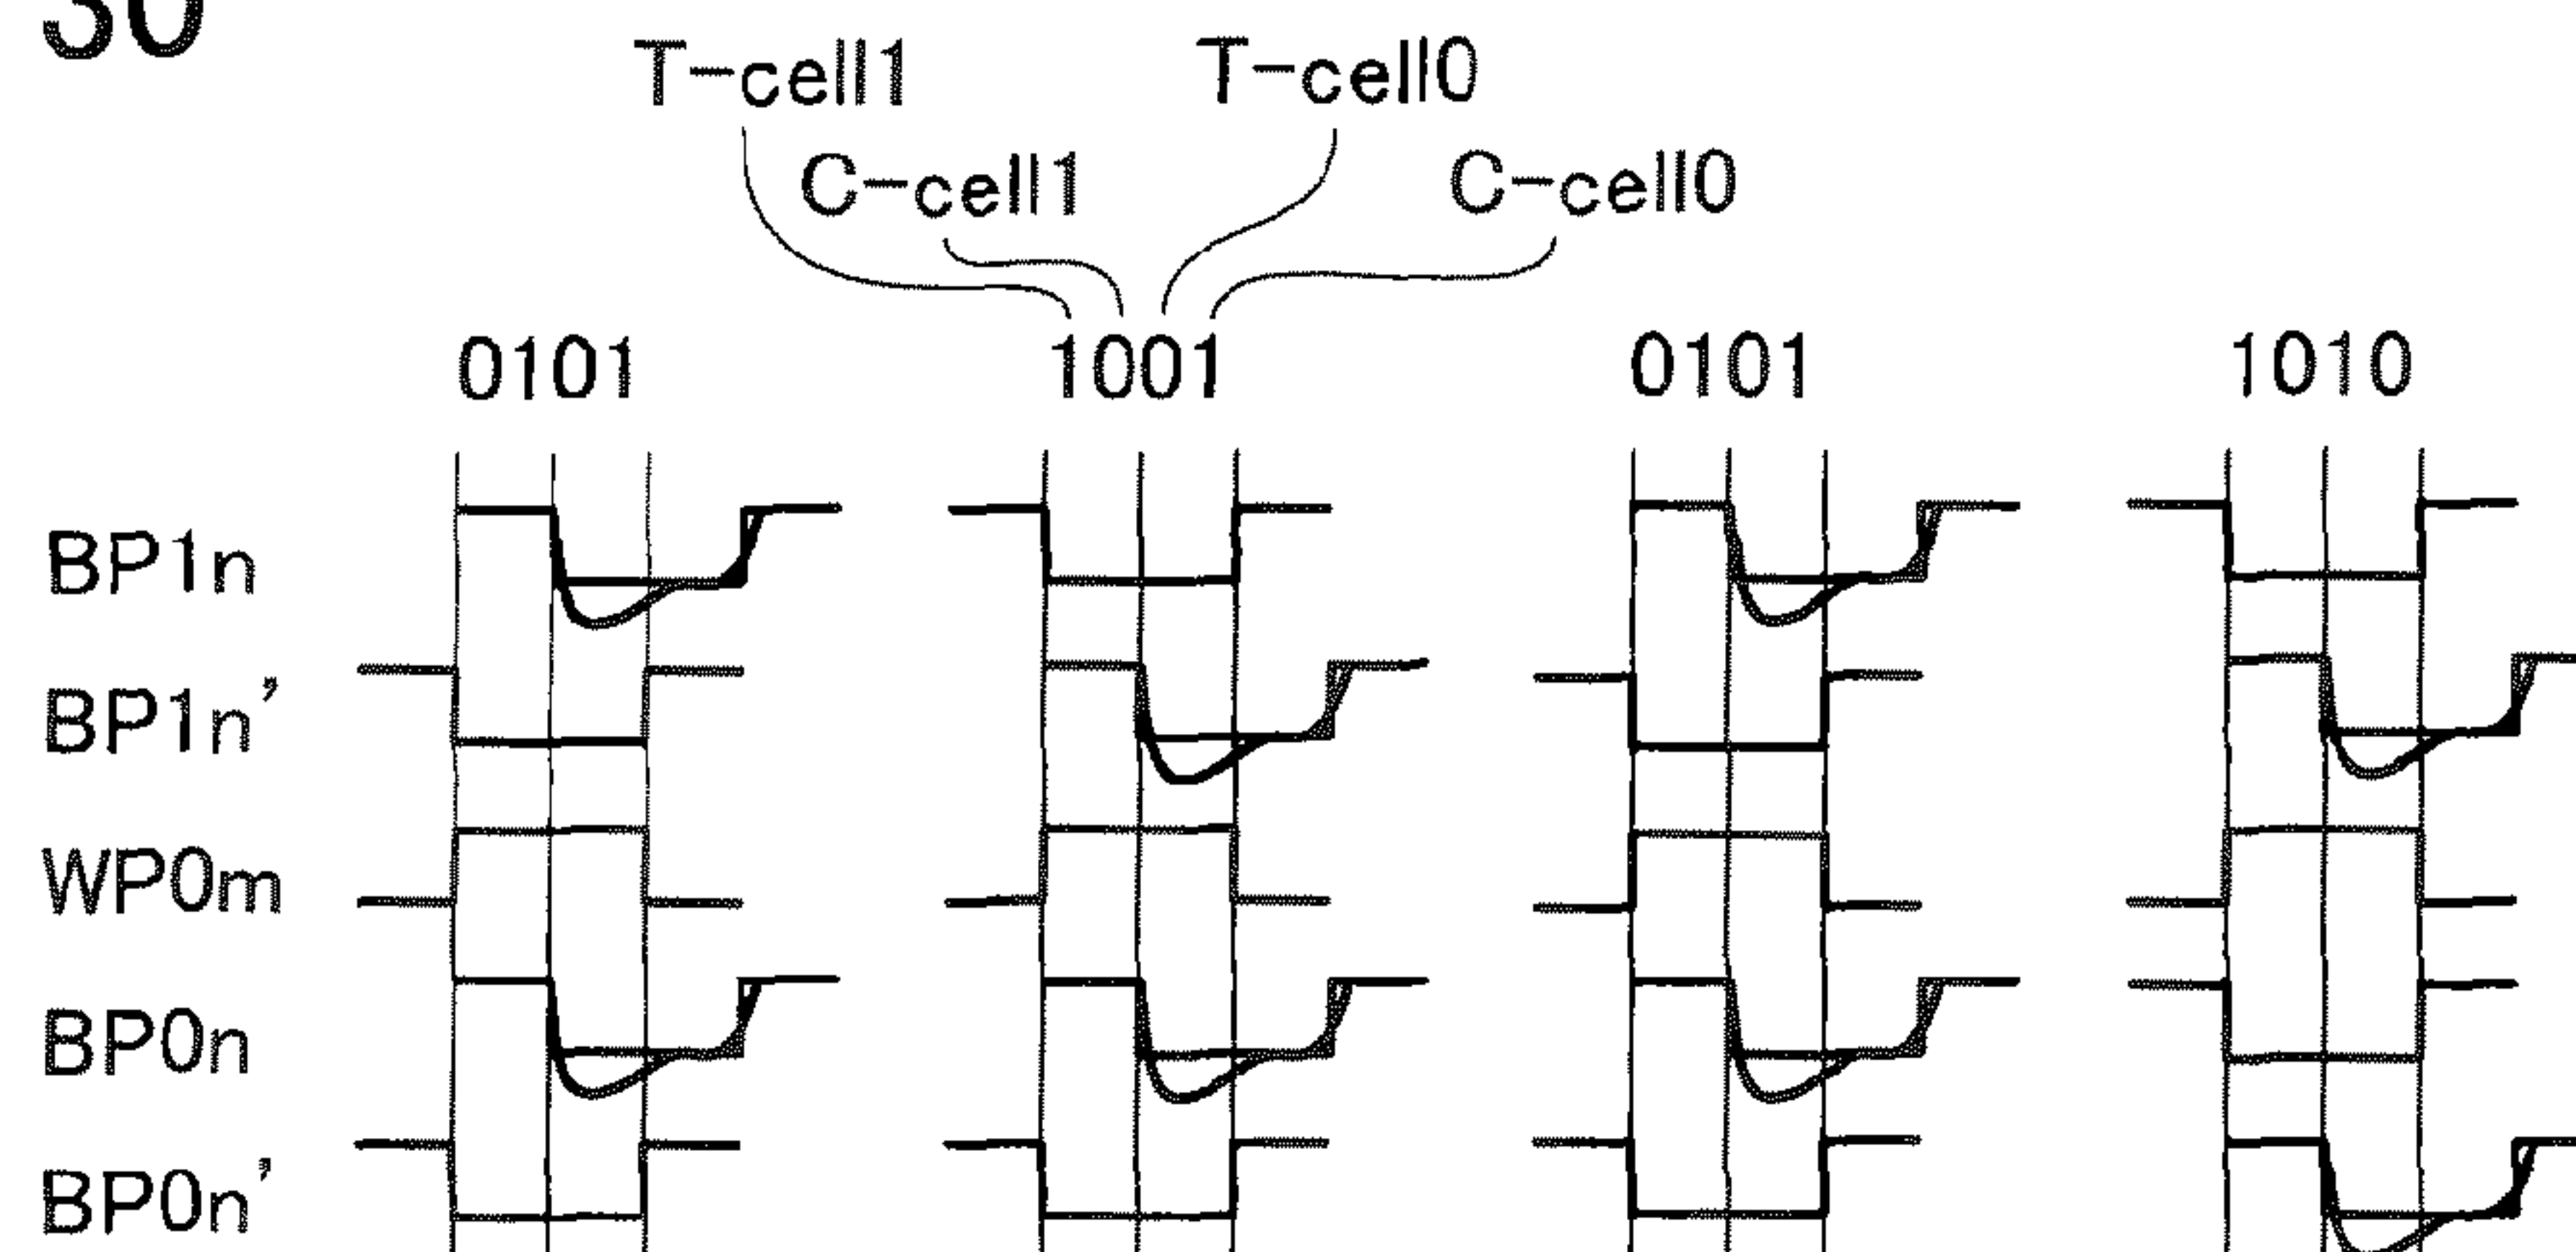 30
T-cell1 T-cell0
C-cell1 C-cell0
0101 1001 0101 1010
BP1n
BP1n’
WP0m
BP0n
BP0n’